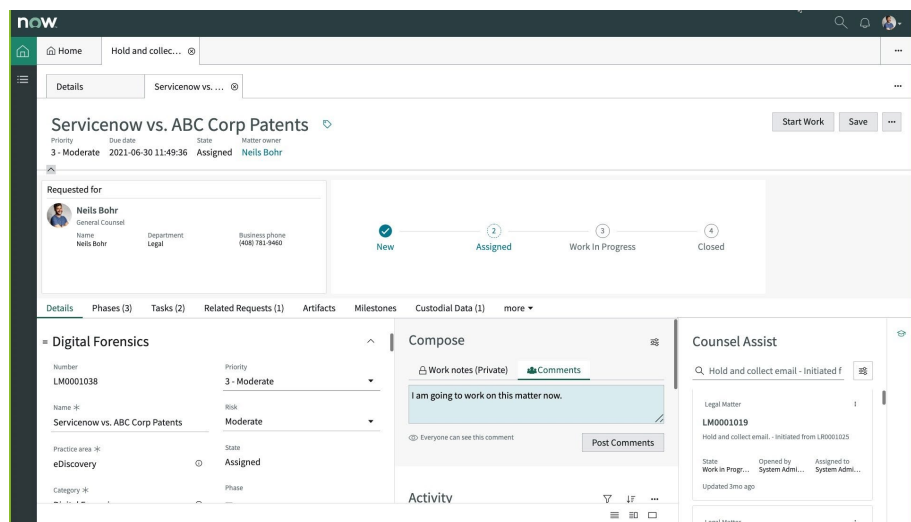 now.
Home
Hold and collec...
Details
Servicenow vs. ...
Servicenow vs. ABC Corp Patents
Start Work
Save
Priority
Due date
State
Matter owner
3 - Moderate
2021-06-30 11:49:36
Assigned
Neils Bohr
Requested for
Neils Bohr
General Counsel
Name
Department
Business phone
Neils Bohr
Legal
(408) 781-9460
2
3
4
New
Assigned
Work In Progress
Closed
Details
Phases (3)
Tasks (2)
Related Requests (1)
Artifacts
Milestones
Custodial Data (1)
more
Digital Forensics
Number
LM0001038
Name *
Servicenow vs. ABC Corp Patents
Practice area *
eDiscovery
Category *
Priority
3 - Moderate
Risk
Moderate
State
Assigned
Phase
Compose
Work notes (Private)
Comments
I am going to work on this matter now.
Everyone can see this comment
Post Comments
Activity
Counsel Assist
Hold and collect email - Initiated f
Legal Matter
LM0001019
Hold and collect email. - Initiated from LR0001025
State
Opened by
Assigned to
Work in Progr...
System Admi...
System Admi...
Updated 3mo ago